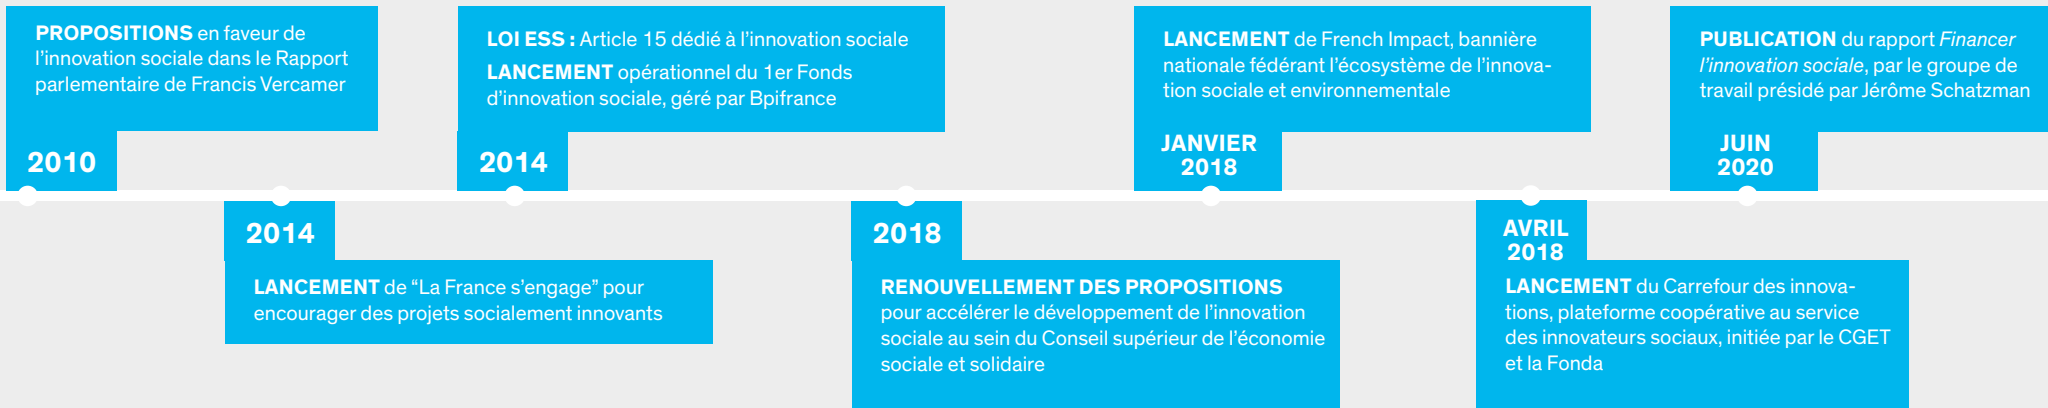 PROPOSITIONS en faveur de
l'innovation sociale dans le Rapport
parlementaire de Francis Vercamer
2010
2014
LANCEMENT de “La France s'engage” pour
encourager des projets socialement innovants
LOI ESS : Article 15 dédié à l'innovation sociale
LANCEMENT opérationnel du 1er Fonds
d'innovation sociale, géré par Bpifrance
2014
2018
RENOUVELLEMENT DES PROPOSITIONS
pour accélérer le développement de l'innovation
sociale au sein du Conseil supérieur de l'économie
sociale et solidaire
LANCEMENT de French Impact, bannière
nationale fédérant l'écosystème de l'innova-
tion sociale et environnementale
JANVIER
2018
AVRIL
2018
LANCEMENT du Carrefour des innova-
tions, plateforme coopérative au service
des innovateurs sociaux, initiée par le CGET
et la Fonda
PUBLICATION du rapport Financer
l'innovation sociale, par le groupe de
travail présidé par Jérôme Schatzman
JUIN
2020